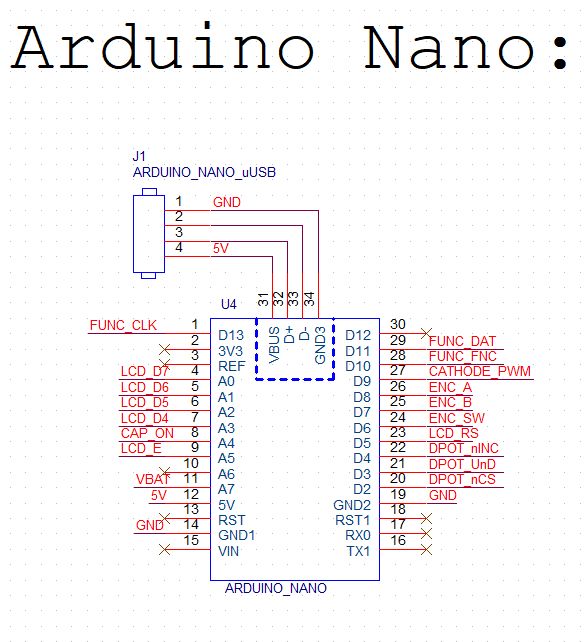 Arduino Nano:
J1
ARDUINO_NANO_uUSB
1 GND
2
3
4 5V
31 32 33 34
U4
VBUS D+ D- GND3
FUNC_CLK 1 D13 D12 30
2 3V3 D11 29 FUNC_DAT
3 REF D10 28 FUNC_FNC
LCD_D7 4 A0 D9 27 CATHODE_PWM
LCD_D6 5 A1 D8 26 ENC_A
LCD_D5 6 A2 D7 25 ENC_B
LCD_D4 7 A3 D6 24 ENC_SW
CAP_ON 8 A4 D5 23 LCD_RS
LCD_E 9 A5 D4 22 DPOT_nINC
10 A6 D3 21 DPOT_UnD
VBAT 11 A7 D2 20 DPOT_nCS
5V 12 5V GND2 19 GND
13 RST RST1 18
GND 14 GND1 RX0 17
15 VIN TX1 16
ARDUINO_NANO